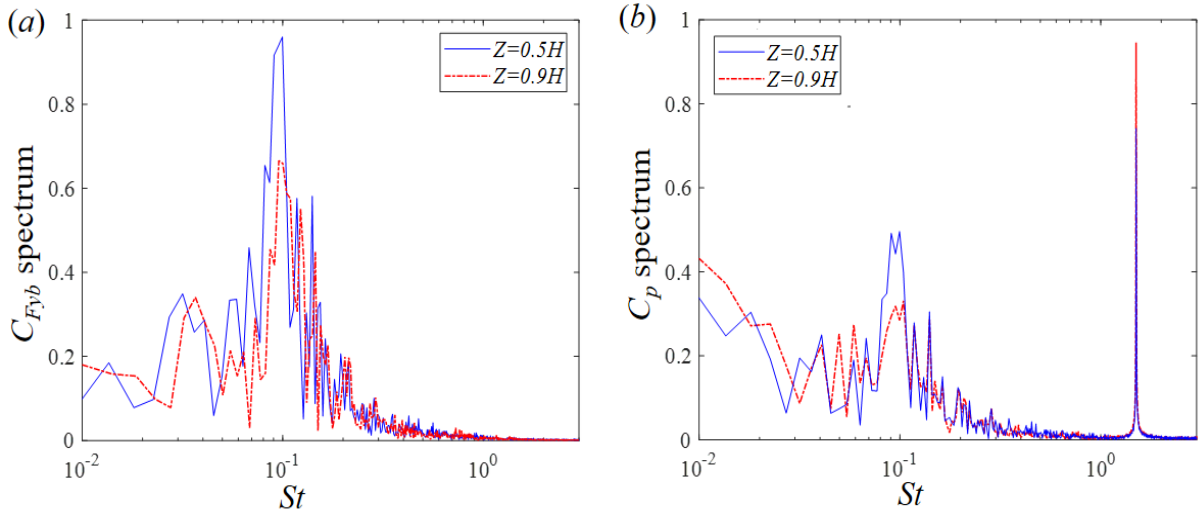 (a)
C_{Fyb} spectrum
1
0.8
0.6
0.4
0.2
0
10^{-2}
10^{-1}
10^{0}
St
Z=0.5H
Z=0.9H
(b)
C_p spectrum
1
0.8
0.6
0.4
0.2
0
10^{-2}
10^{-1}
10^{0}
St
Z=0.5H
Z=0.9H